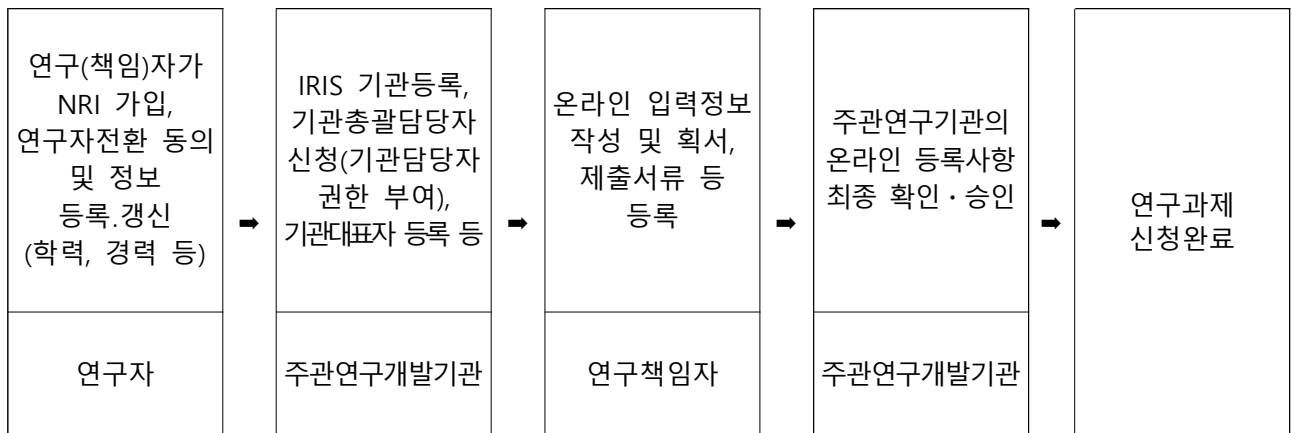 연구(책임)자가
NRI 가입,
연구자전환 동의
및 정보
등록.갱신
(학력, 경력 등)
연구자
➡
IRIS 기관등록,
기관총괄담당자
신청(기관담당자
권한 부여),
기관대표자 등록 등
주관연구개발기관
➡
온라인 입력정보
작성 및 획서,
제출서류 등
등록
연구책임자
➡
주관연구기관의
온라인 등록사항
최종 확인·승인
주관연구개발기관
➡
연구과제
신청완료